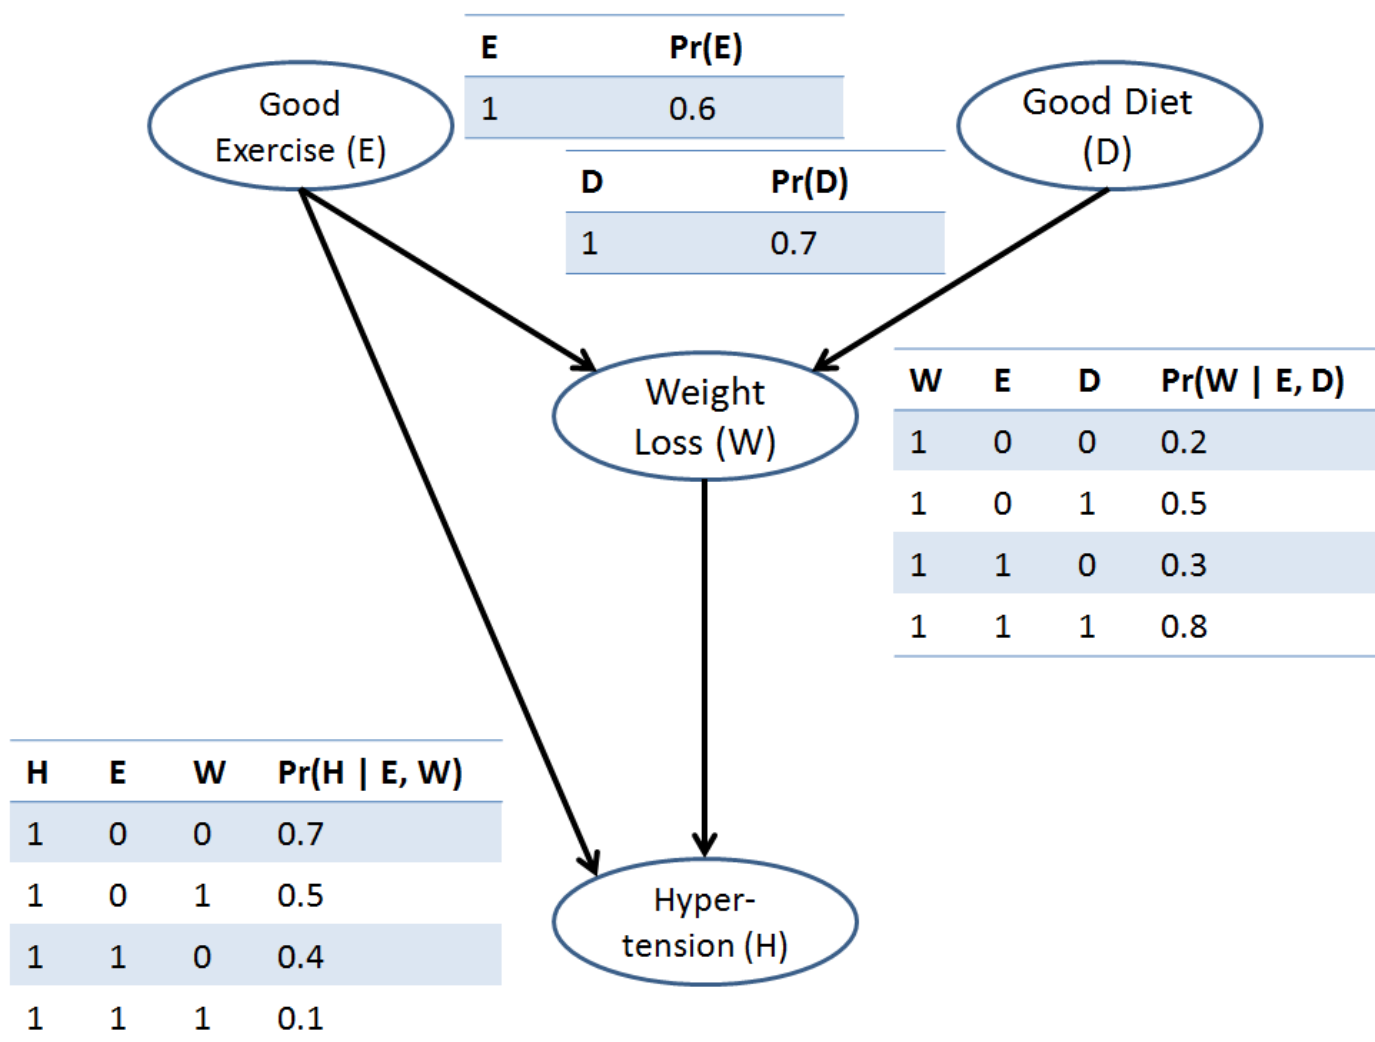 E Pr(E)
1 0.6
Good
Exercise (E)
Good Diet
(D)
D Pr(D)
1 0.7
Weight
Loss (W)
W E D Pr(W | E, D)
1 0 0 0.2
1 0 1 0.5
1 1 0 0.3
1 1 1 0.8
H E W Pr(H | E, W)
1 0 0 0.7
1 0 1 0.5
1 1 0 0.4
1 1 1 0.1
Hyper-
tension (H)